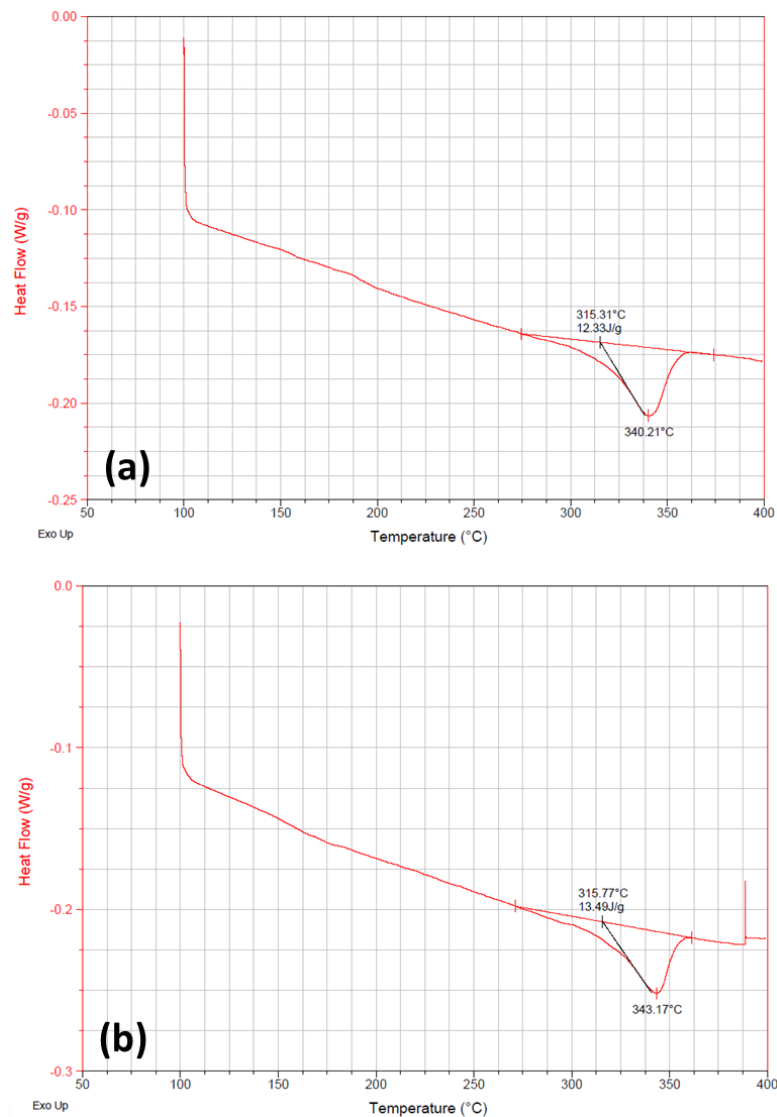 0.00
-0.05
-0.10
-0.15
-0.20
-0.25
Heat Flow (W/g)
315.31°C
12.33J/g
340.21°C
(a)
50
100
150
200
250
300
350
400
Exo Up
Temperature (°C)
0.0
-0.1
-0.2
-0.3
Heat Flow (W/g)
315.77°C
13.49J/g
343.17°C
(b)
50
100
150
200
250
300
350
400
Exo Up
Temperature (°C)